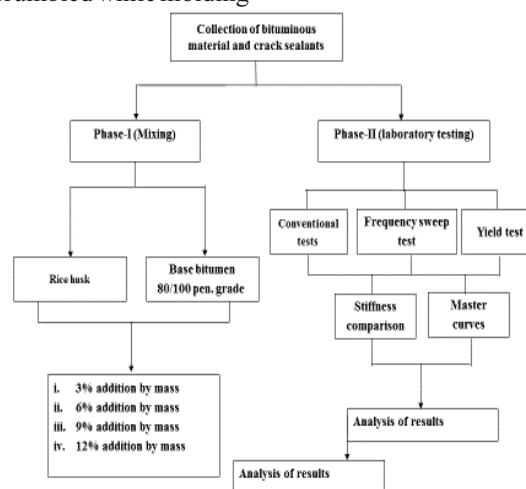 crumbled while molding
Collection of bituminous
material and crack sealants
Phase-I (Mixing)
Phase-II (laboratory testing)
Conventional
tests
Frequency sweep
test
Yield test
Rice husk
Base bitumen
80/100 pen. grade
Stiffness
comparison
Master
curves
i. 3% addition by mass
ii. 6% addition by mass
iii. 9% addition by mass
iv. 12% addition by mass
Analysis of results
Analysis of results